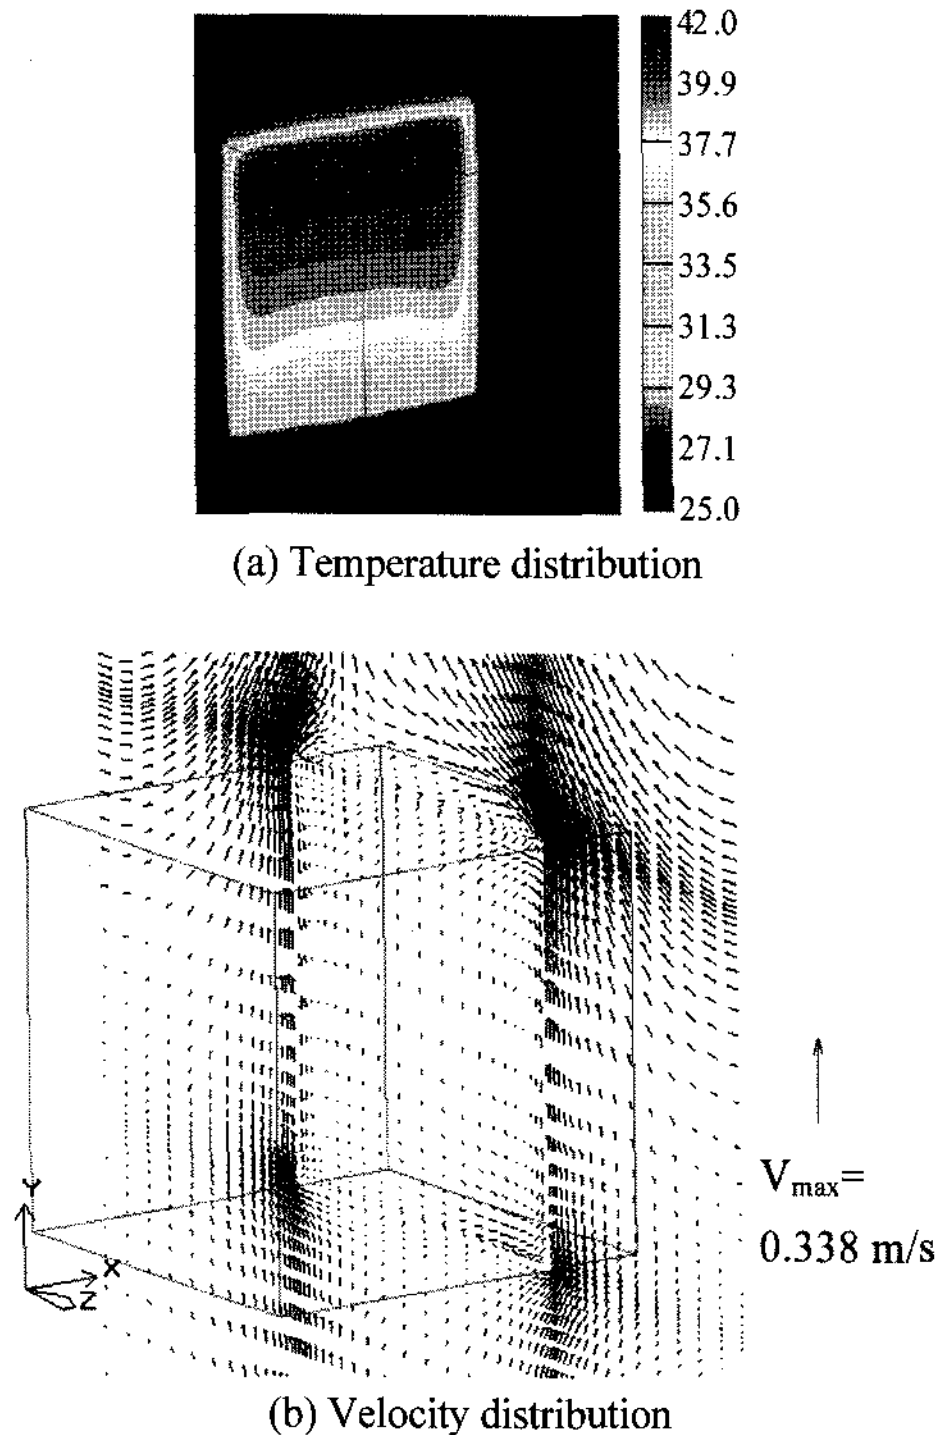 42.0
39.9
37.7
35.6
33.5
31.3
29.3
27.1
25.0
(a) Temperature distribution
Y
X
Z
Vmax=
0.338 m/s
(b) Velocity distribution